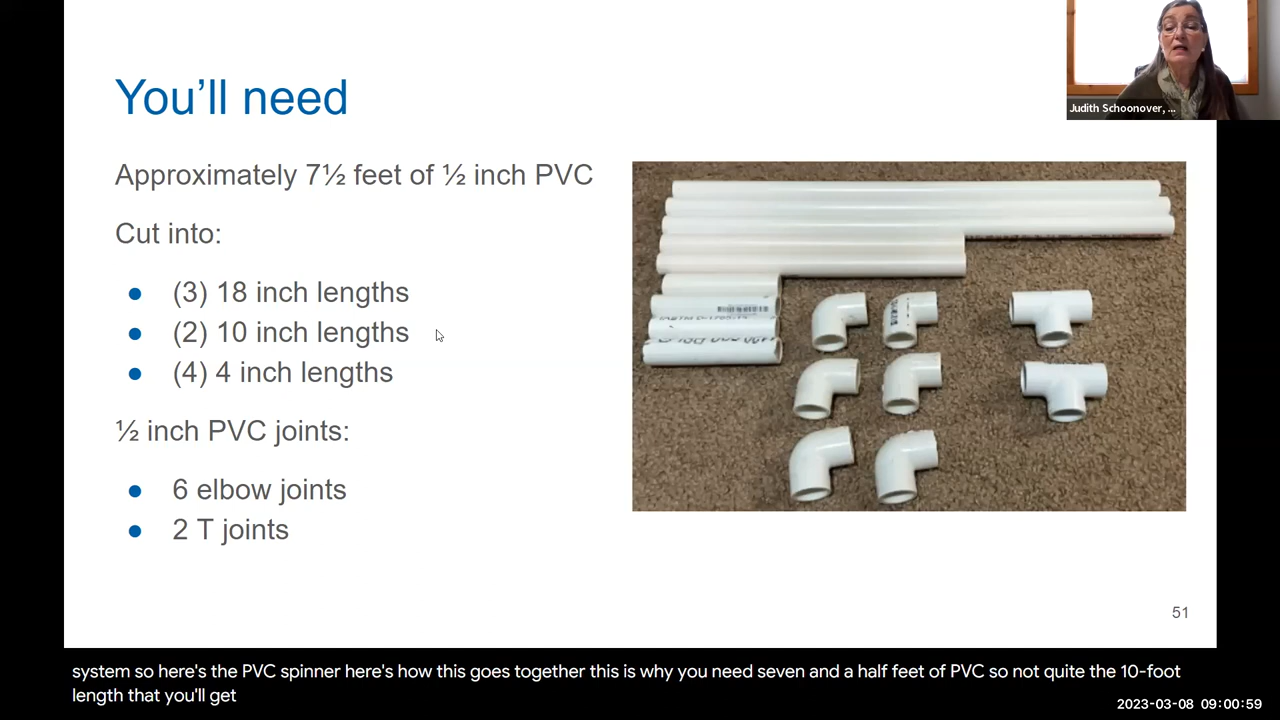 You'll need
Judith Schoonover, ...
Approximately 7½ feet of ½ inch PVC
Cut into:
(3) 18 inch lengths
(2) 10 inch lengths
(4) 4 inch lengths
½ inch PVC joints:
6 elbow joints
2 T joints
51
system so here's the PVC spinner here's how this goes together this is why you need seven and a half feet of PVC so not quite the 10-foot
length that you'll get
2023-03-08 09:00:59